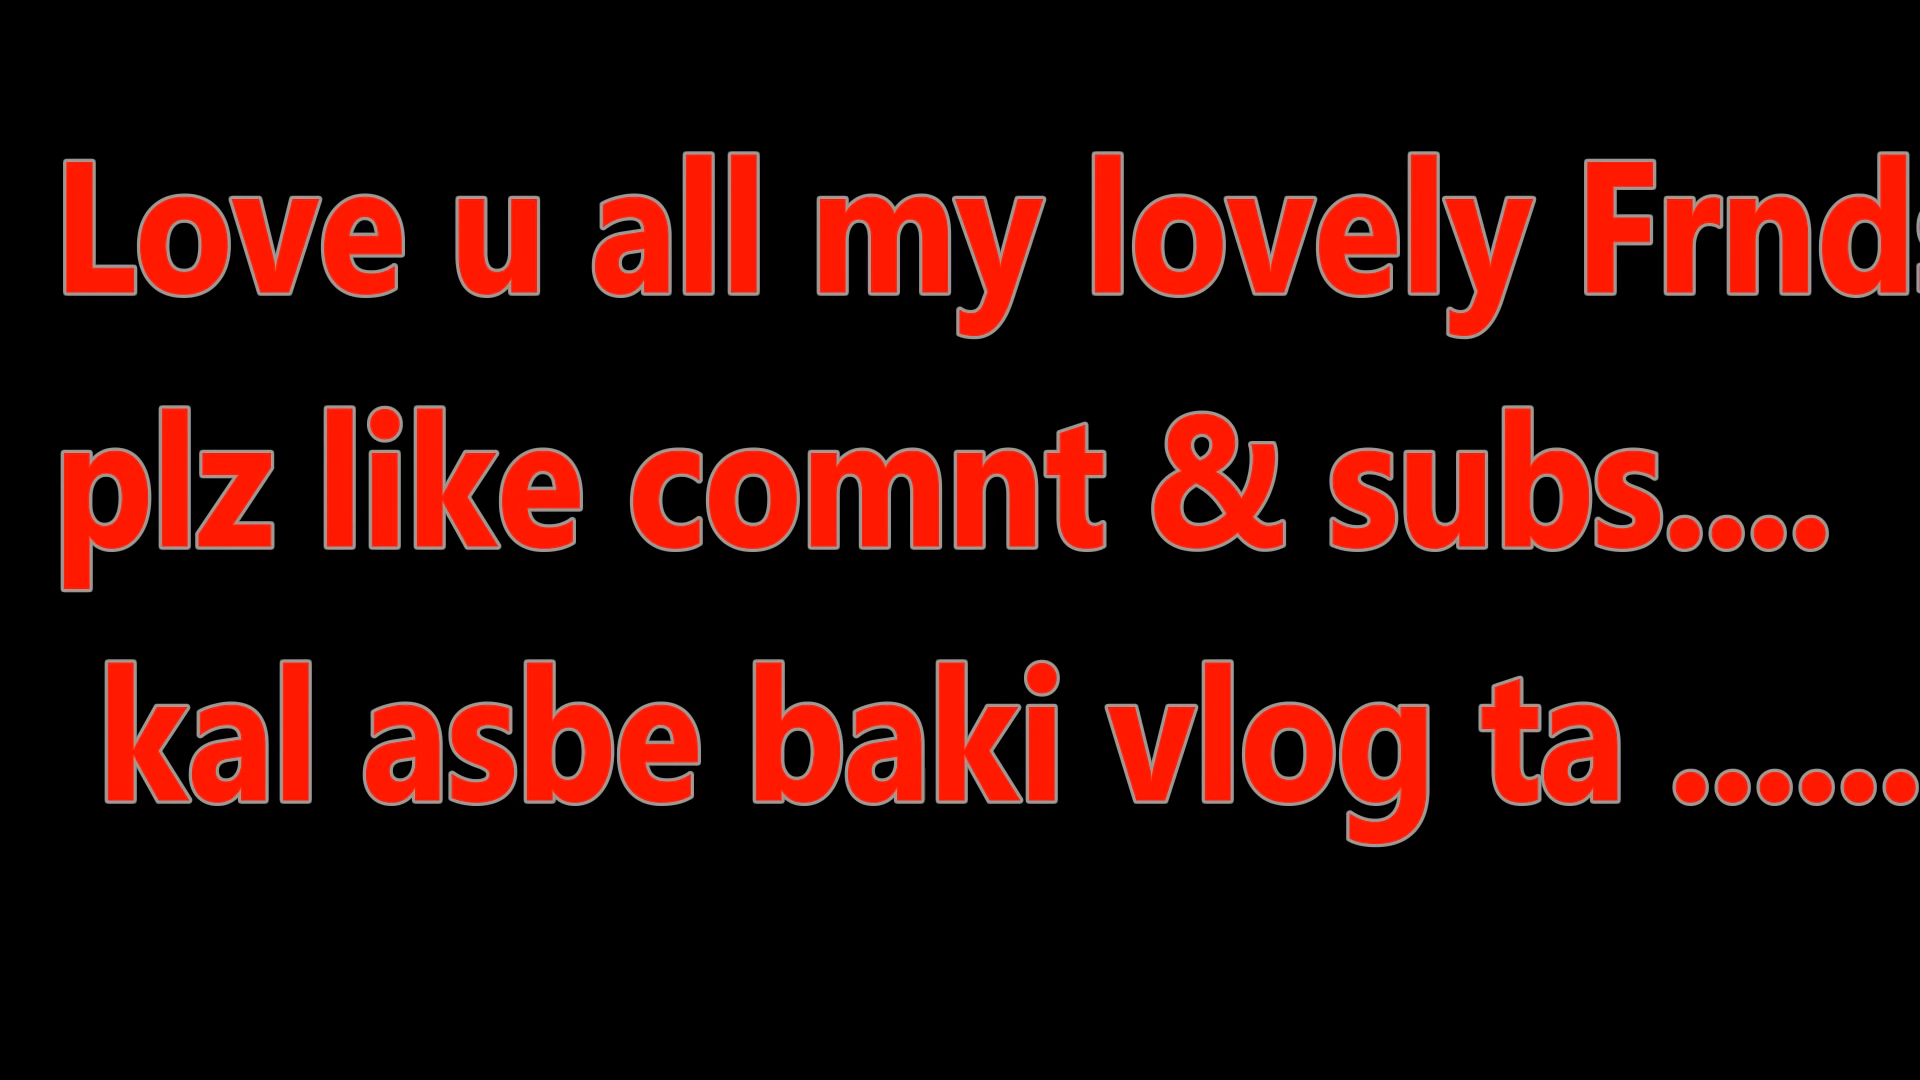 Love u all my lovely Frnds
plz like comnt & subs....
kal asbe baki vlog ta ......